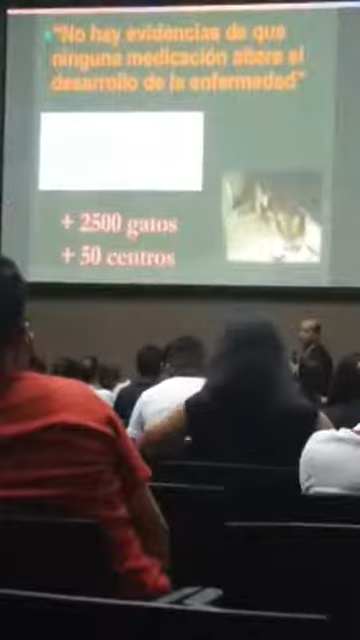 "No hay evidencias de que
ninguna medicación altere el
desarrollo de la enfermedad"
+ 2500 gatos
+ 50 centros